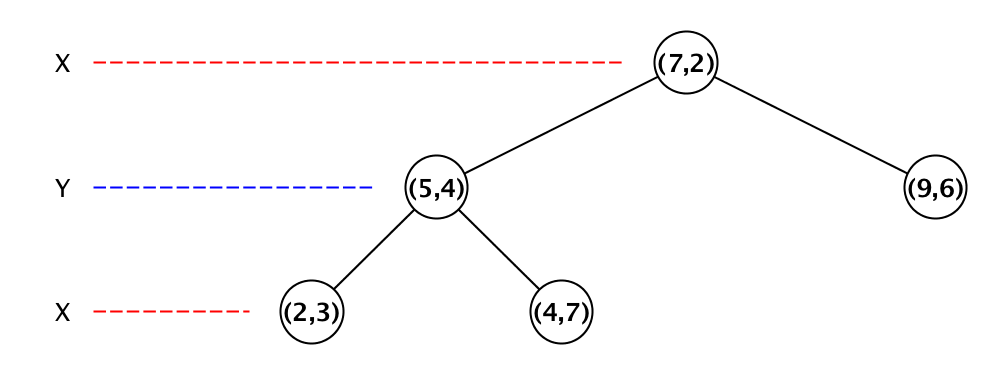 X (7,2)
Y (5,4) (9,6)
X (2,3) (4,7)